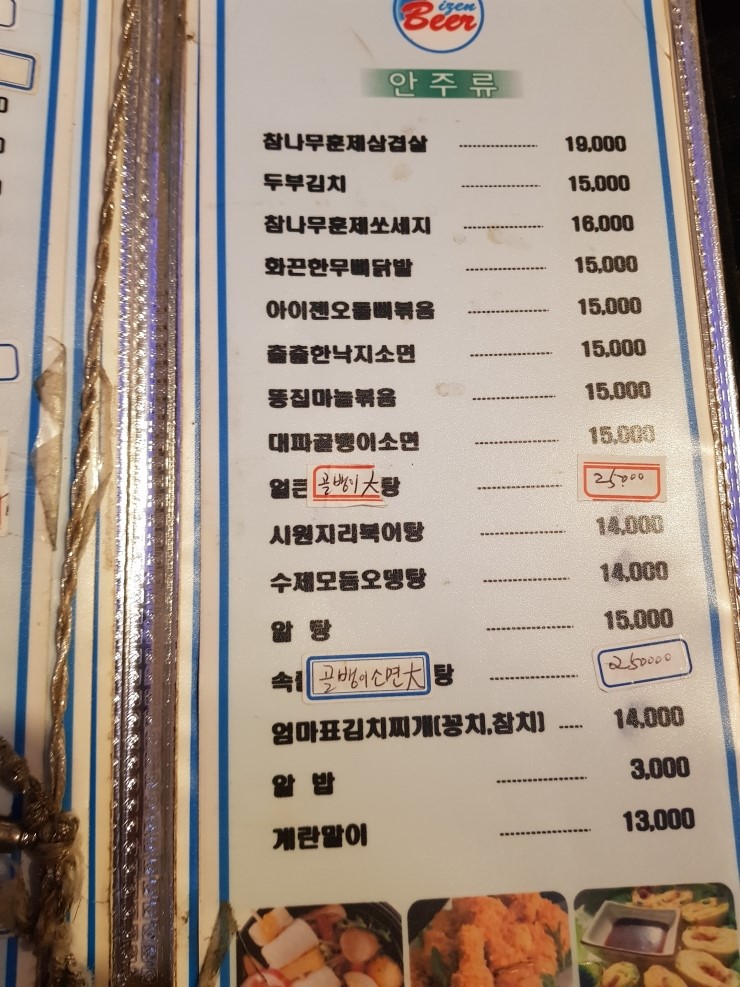 izen
Beer
안주류
참나무훈제삼겹살 19,000
두부김치 15,000
참나무훈제쏘세지 16,000
화끈한무뼈닭발 15,000
아이젠오돌뼈볶음 15,000
출출한낙지소면 15,000
똥집마늘볶음 15,000
대파골뱅이소면 15,000
얼큰 골뱅이大 탕 25000
시원지리북어탕 14,000
수제모듬오뎅탕 14,000
알 탕 15,000
속 골뱅이소면大 탕 250000
엄마표김치찌개(꽁치,참치) 14,000
알 밥 3,000
계란말이 13,000